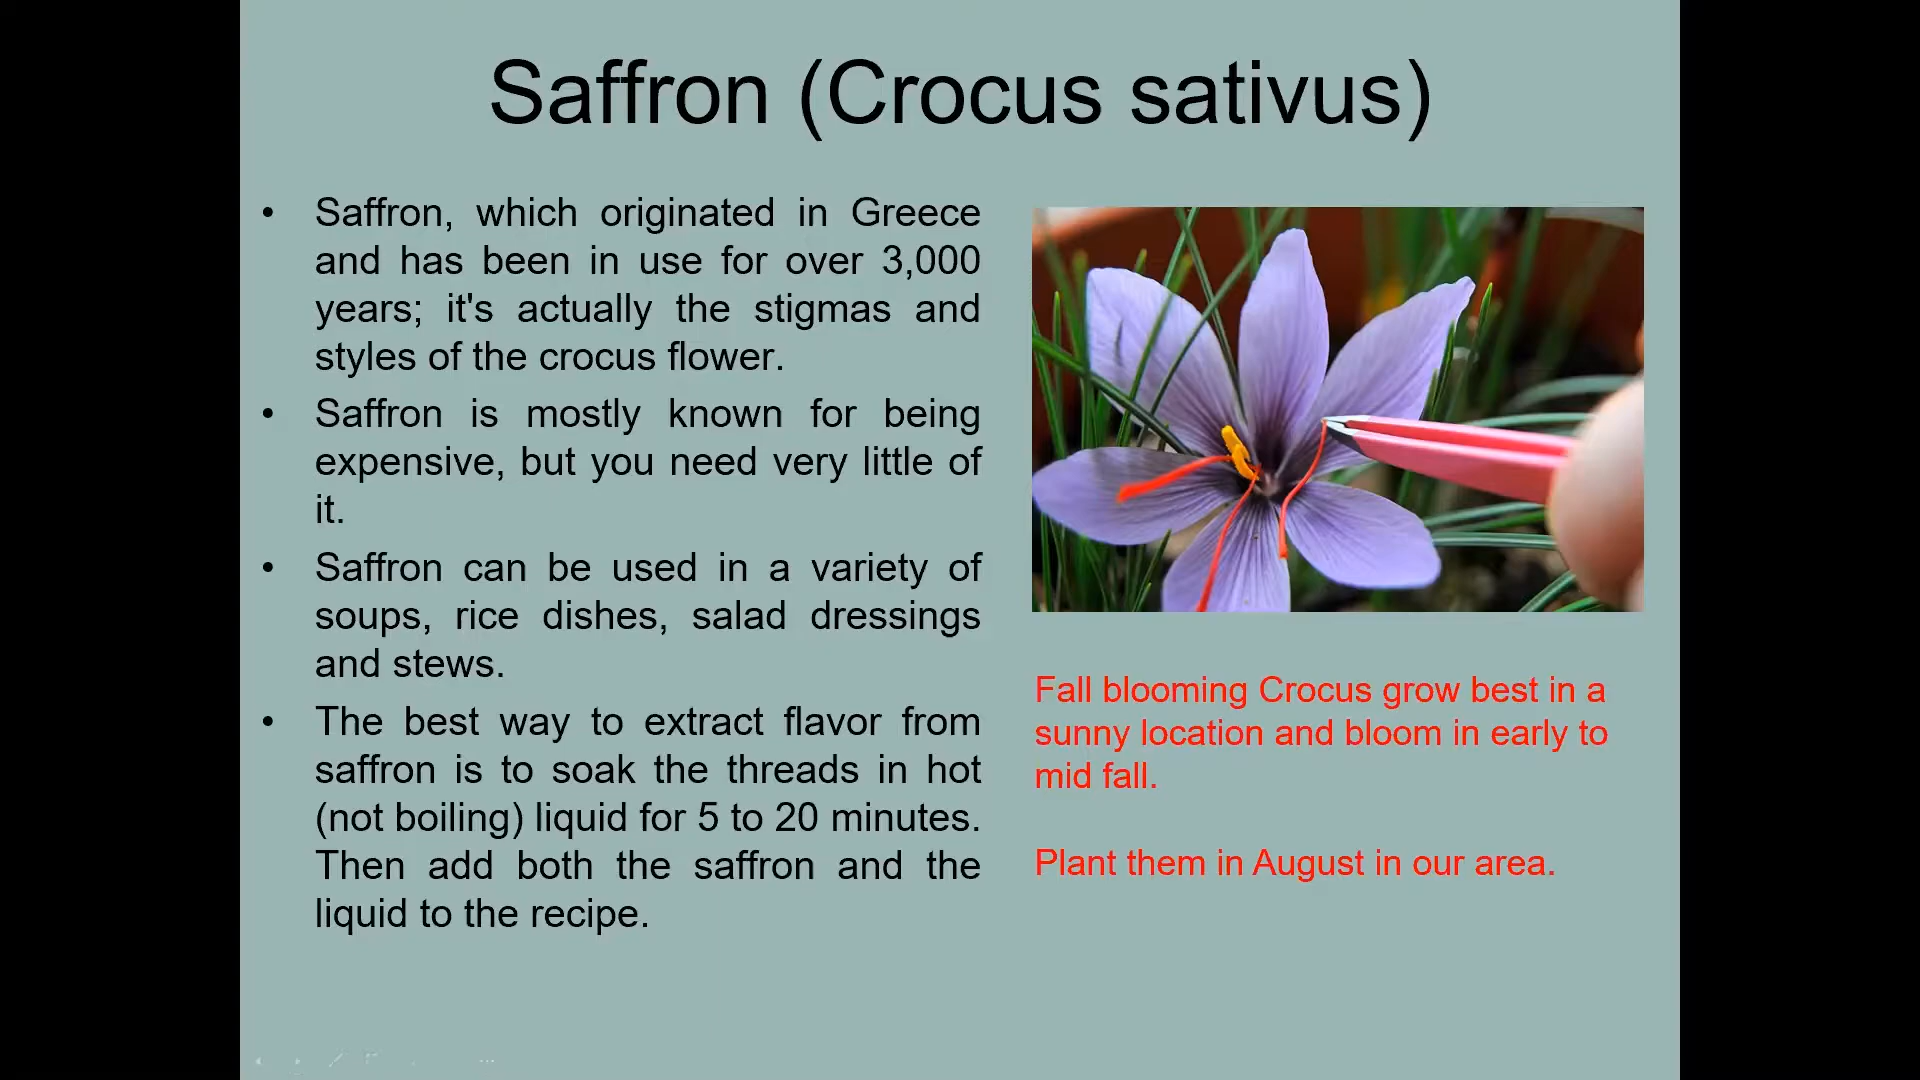 Saffron (Crocus sativus)
• Saffron, which originated in Greece
and has been in use for over 3,000
years; it's actually the stigmas and
styles of the crocus flower.
• Saffron is mostly known for being
expensive, but you need very little of
it.
• Saffron can be used in a variety of
soups, rice dishes, salad dressings
and stews.
• The best way to extract flavor from
saffron is to soak the threads in hot
(not boiling) liquid for 5 to 20 minutes.
Then add both the saffron and the
liquid to the recipe.
Fall blooming Crocus grow best in a
sunny location and bloom in early to
mid fall.
Plant them in August in our area.